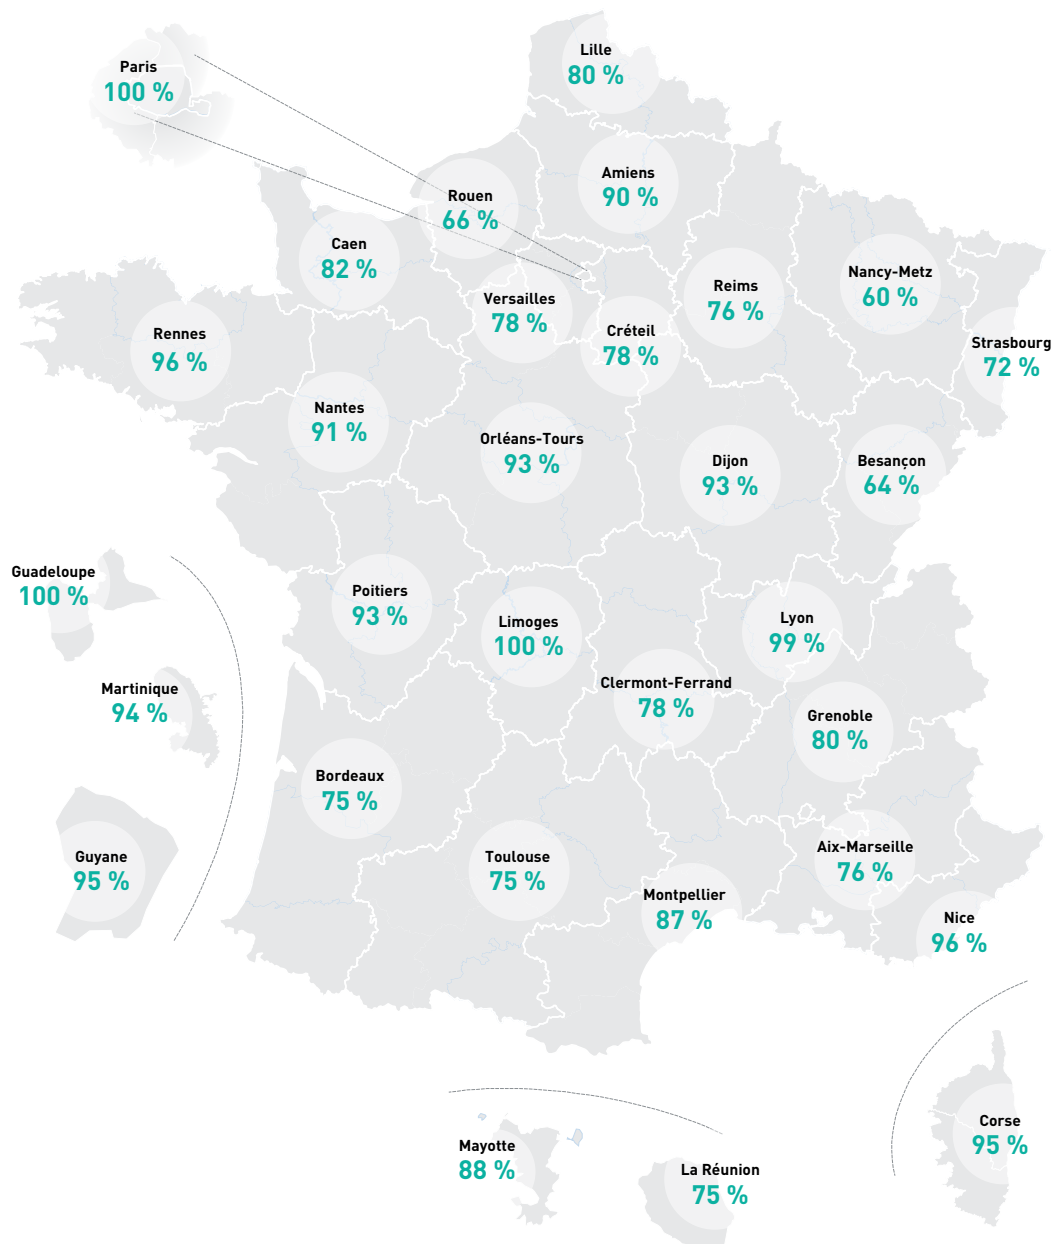 Lille
80 %
Paris
100 %
Amiens
90 %
Rouen
66 %
Caen
82 %
Nancy-Metz
60 %
Reims
76 %
Versailles
78 %
Créteil
78 %
Rennes
96 %
Strasbourg
72 %
Nantes
91 %
Orléans-Tours
93 %
Dijon
93 %
Besançon
64 %
Guadeloupe
100 %
Poitiers
93 %
Limoges
100 %
Lyon
99 %
Martinique
94 %
Clermont-Ferrand
78 %
Grenoble
80 %
Bordeaux
75 %
Guyane
95 %
Toulouse
75 %
Aix-Marseille
76 %
Montpellier
87 %
Nice
96 %
Corse
95 %
Mayotte
88 %
La Réunion
75 %